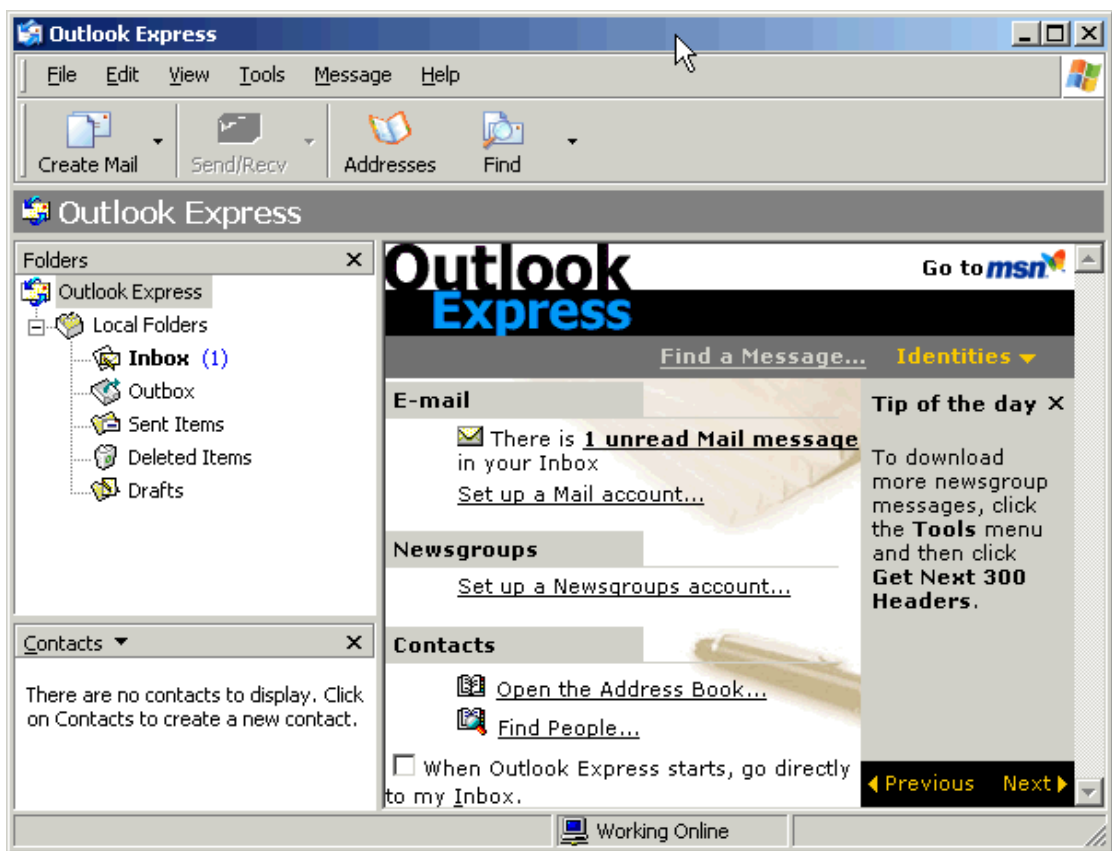 Outlook Express
File Edit View Tools Message Help
Create Mail Send/Recv Addresses Find
Outlook Express
Folders
Outlook Express
Local Folders
Inbox (1)
Outbox
Sent Items
Deleted Items
Drafts
Contacts
There are no contacts to display. Click
on Contacts to create a new contact.
Outlook
Express
Go to msn
Find a Message... Identities
E-mail
There is 1 unread Mail message
in your Inbox
Set up a Mail account...
Newsgroups
Set up a Newsgroups account...
Contacts
Open the Address Book...
Find People...
When Outlook Express starts, go directly
to my Inbox.
Tip of the day
To download
more newsgroup
messages, click
the Tools menu
and then click
Get Next 300
Headers.
Previous Next
Working Online